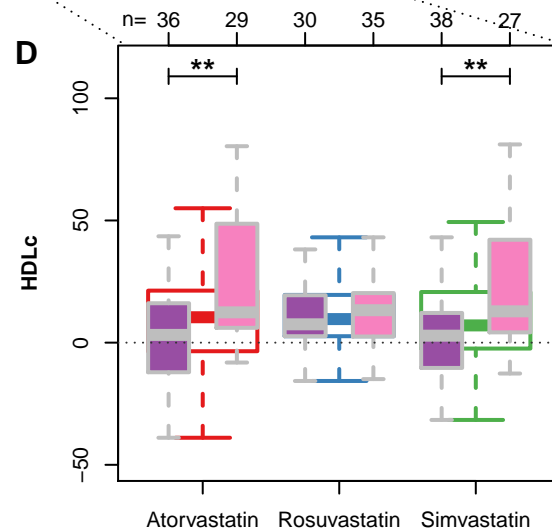 n= 36 29 30 35 38 27
D
** **
100
50
HDLc
0
−50
Atorvastatin Rosuvastatin Simvastatin